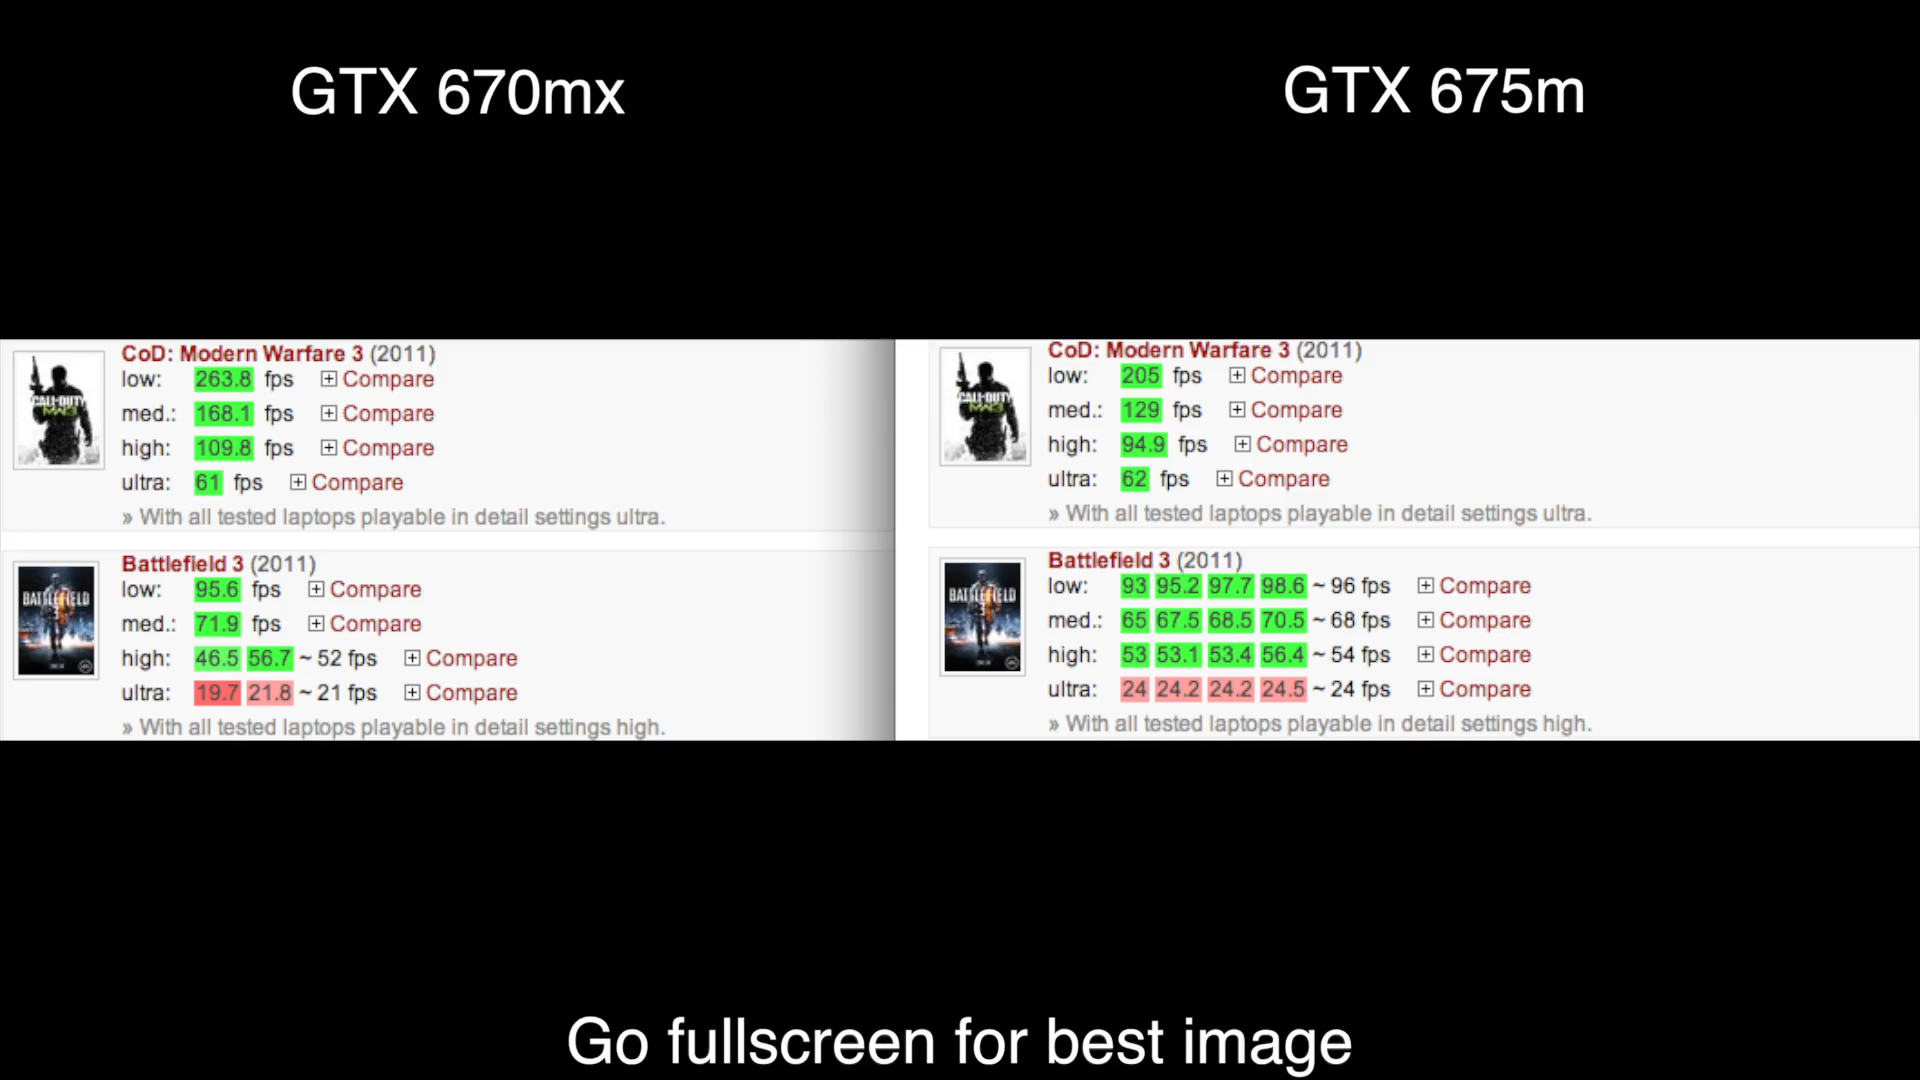 GTX 670mx
GTX 675m
CoD: Modern Warfare 3 (2011)
low: 263.8 fps Compare
med.: 168.1 fps Compare
high: 109.8 fps Compare
ultra: 61 fps Compare
» With all tested laptops playable in detail settings ultra.
CALL·DUTY
MW3
Battlefield 3 (2011)
low: 95.6 fps Compare
med.: 71.9 fps Compare
high: 46.5 56.7 ~ 52 fps Compare
ultra: 19.7 21.8 ~ 21 fps Compare
» With all tested laptops playable in detail settings high.
BATTLEFIELD
CoD: Modern Warfare 3 (2011)
low: 205 fps Compare
med.: 129 fps Compare
high: 94.9 fps Compare
ultra: 62 fps Compare
» With all tested laptops playable in detail settings ultra.
CALL·DUTY
MW3
Battlefield 3 (2011)
low: 93 95.2 97.7 98.6 ~ 96 fps Compare
med.: 65 67.5 68.5 70.5 ~ 68 fps Compare
high: 53 53.1 53.4 56.4 ~ 54 fps Compare
ultra: 24 24.2 24.2 24.5 ~ 24 fps Compare
» With all tested laptops playable in detail settings high.
BATTLEFIELD
Go fullscreen for best image